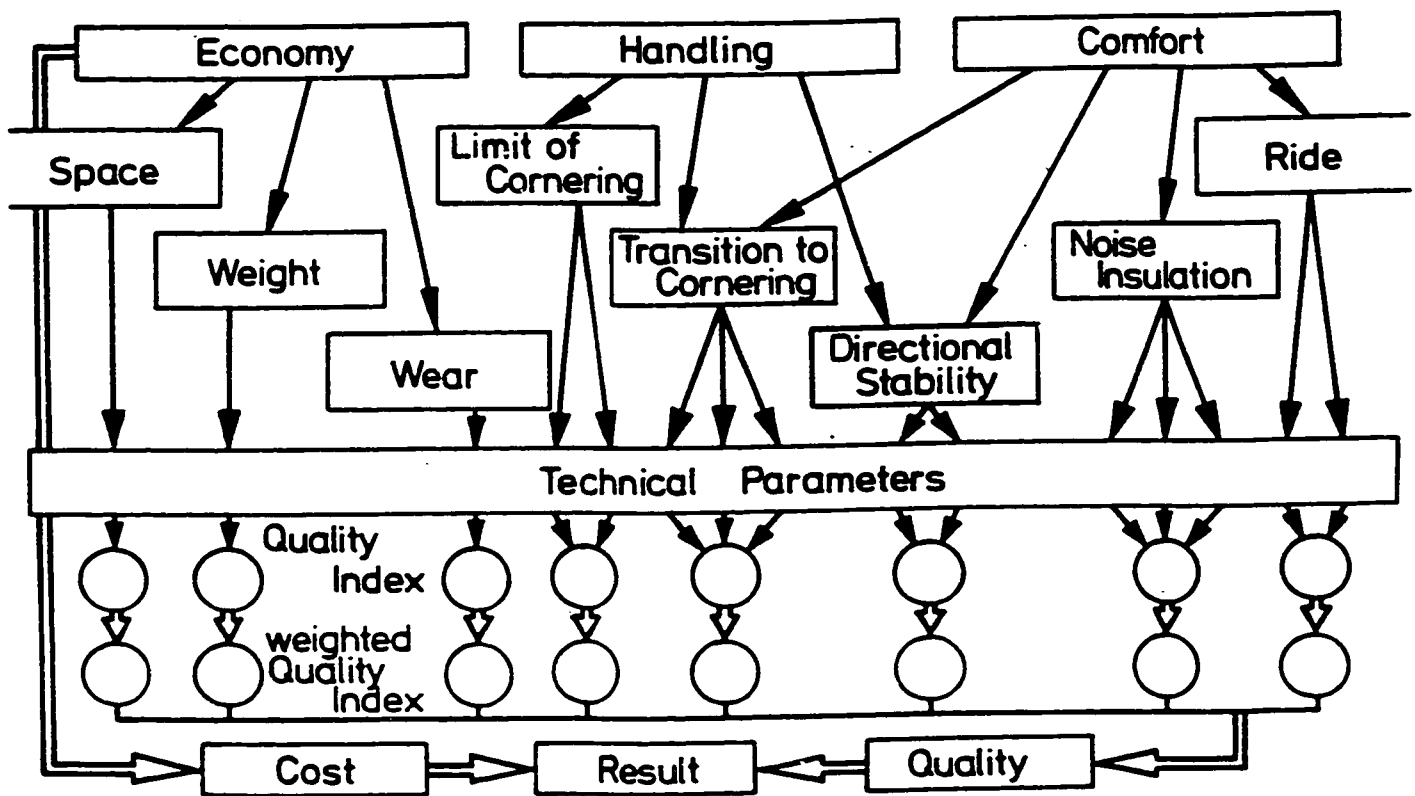 Economy
Handling
Comfort
Space
Limit of
Cornering
Ride
Weight
Transition to
Cornering
Noise
Insulation
Wear
Directional
Stability
Technical Parameters
Quality
Index
weighted
Quality
Index
Cost
Result
Quality